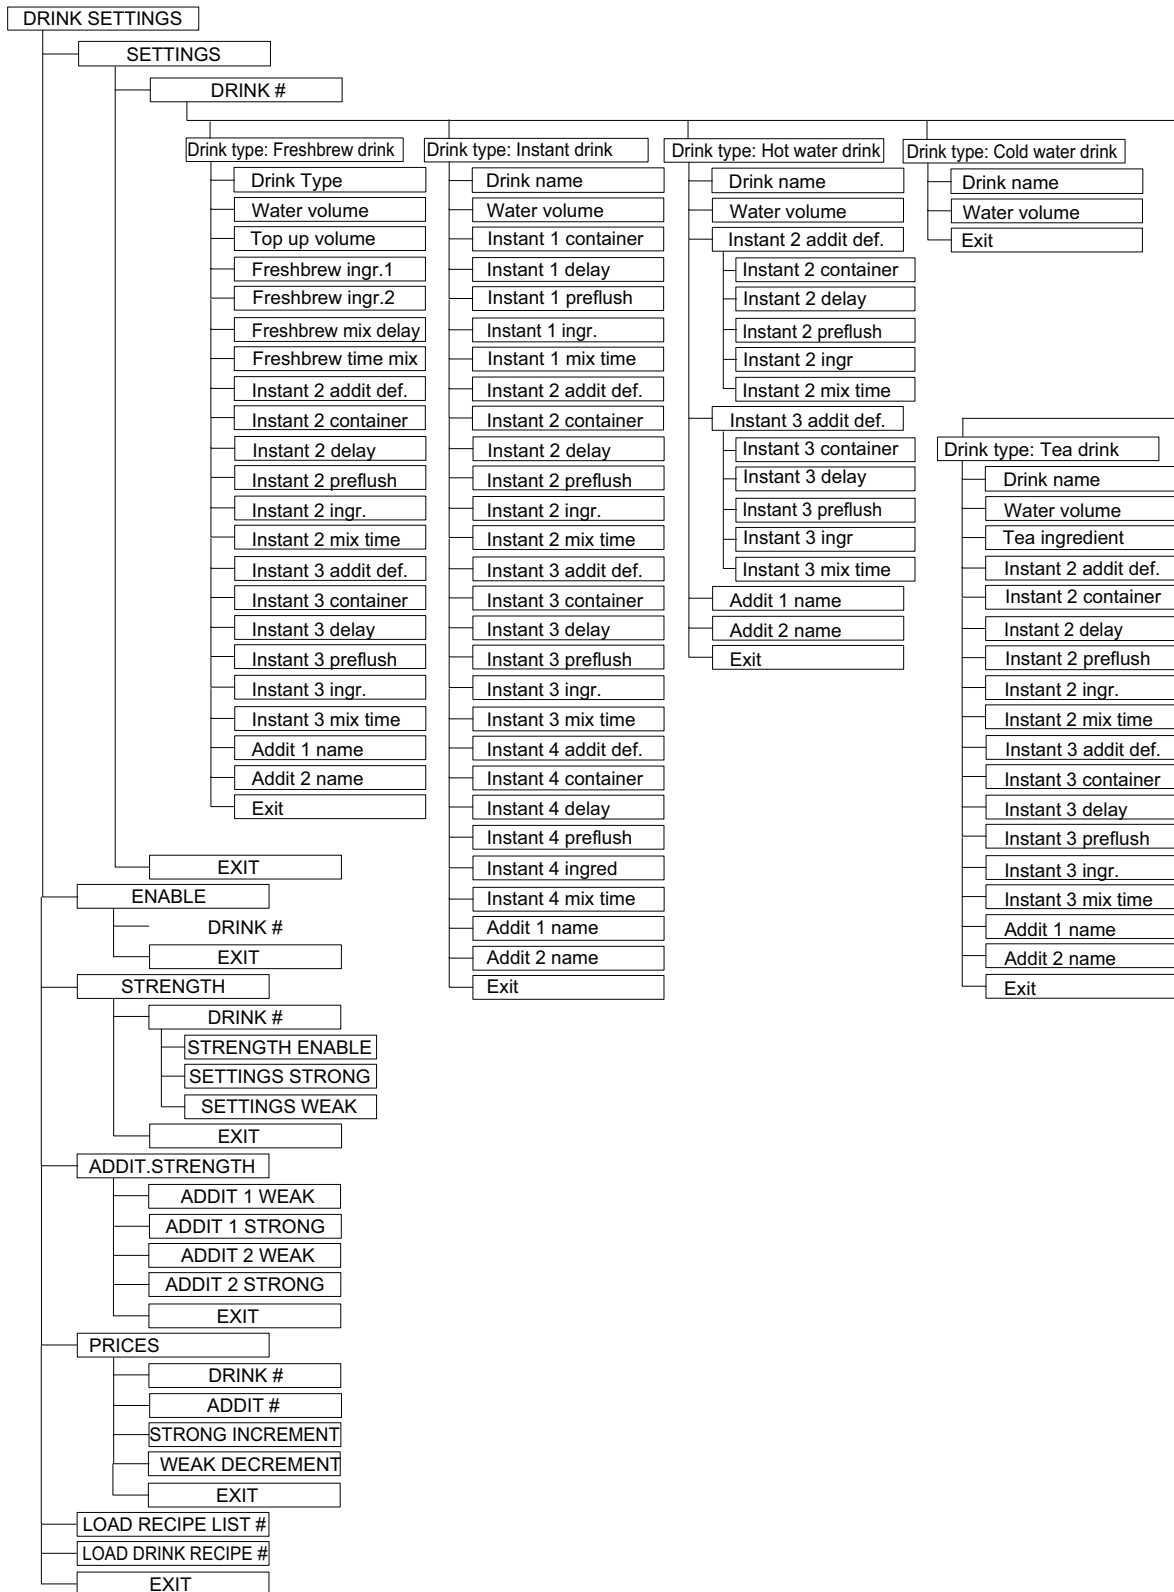 DRINK SETTINGS
SETTINGS
DRINK #
Drink type: Freshbrew drink
Drink Type
Water volume
Top up volume
Freshbrew ingr.1
Freshbrew ingr.2
Freshbrew mix delay
Freshbrew time mix
Instant 2 addit def.
Instant 2 container
Instant 2 delay
Instant 2 preflush
Instant 2 ingr.
Instant 2 mix time
Instant 3 addit def.
Instant 3 container
Instant 3 delay
Instant 3 preflush
Instant 3 ingr.
Instant 3 mix time
Addit 1 name
Addit 2 name
Exit
Drink type: Instant drink
Drink name
Water volume
Instant 1 container
Instant 1 delay
Instant 1 preflush
Instant 1 ingr.
Instant 1 mix time
Instant 2 addit def.
Instant 2 container
Instant 2 delay
Instant 2 preflush
Instant 2 ingr.
Instant 2 mix time
Instant 3 addit def.
Instant 3 container
Instant 3 delay
Instant 3 preflush
Instant 3 ingr.
Instant 3 mix time
Instant 4 addit def.
Instant 4 container
Instant 4 delay
Instant 4 preflush
Instant 4 ingred
Instant 4 mix time
Addit 1 name
Addit 2 name
Exit
Drink type: Hot water drink
Drink name
Water volume
Instant 2 addit def.
Instant 2 container
Instant 2 delay
Instant 2 preflush
Instant 2 ingr
Instant 2 mix time
Instant 3 addit def.
Instant 3 container
Instant 3 delay
Instant 3 preflush
Instant 3 ingr
Instant 3 mix time
Addit 1 name
Addit 2 name
Exit
Drink type: Cold water drink
Drink name
Water volume
Exit
Drink type: Tea drink
Drink name
Water volume
Tea ingredient
Instant 2 addit def.
Instant 2 container
Instant 2 delay
Instant 2 preflush
Instant 2 ingr.
Instant 2 mix time
Instant 3 addit def.
Instant 3 container
Instant 3 delay
Instant 3 preflush
Instant 3 ingr.
Instant 3 mix time
Addit 1 name
Addit 2 name
Exit
EXIT
ENABLE
DRINK #
EXIT
STRENGTH
DRINK #
STRENGTH ENABLE
SETTINGS STRONG
SETTINGS WEAK
EXIT
ADDIT.STRENGTH
ADDIT 1 WEAK
ADDIT 1 STRONG
ADDIT 2 WEAK
ADDIT 2 STRONG
EXIT
PRICES
DRINK #
ADDIT #
STRONG INCREMENT
WEAK DECREMENT
EXIT
LOAD RECIPE LIST #
LOAD DRINK RECIPE #
EXIT